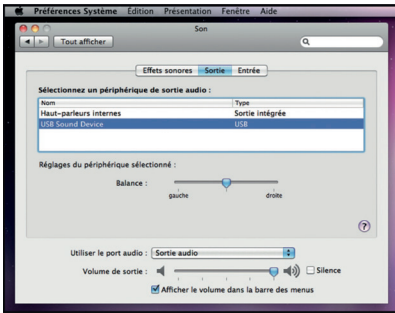 Préférences Système Édition Présentation Fenêtre Aide
Son
Tout afficher
Effets sonores Sortie Entrée
Sélectionnez un périphérique de sortie audio :
Nom Type
Haut-parleurs internes Sortie intégrée
USB Sound Device USB
Réglages du périphérique sélectionné :
Balance :
gauche droite
?
Utiliser le port audio : Sortie audio
Volume de sortie : Silence
Afficher le volume dans la barre des menus